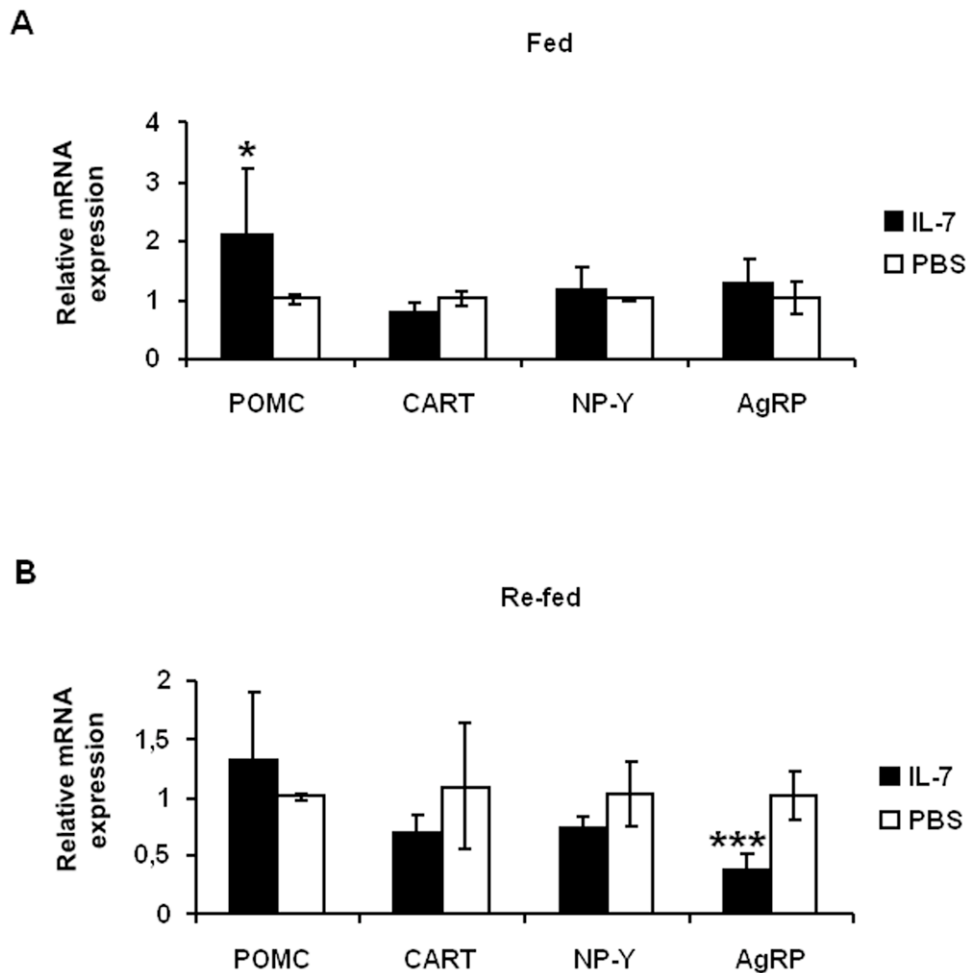 A
Fed
Relative mRNA
expression
4
3
2
1
0
*
POMC
CART
NP-Y
AgRP
IL-7
PBS
B
Re-fed
Relative mRNA
expression
2
1,5
1
0,5
0
***
POMC
CART
NP-Y
AgRP
IL-7
PBS